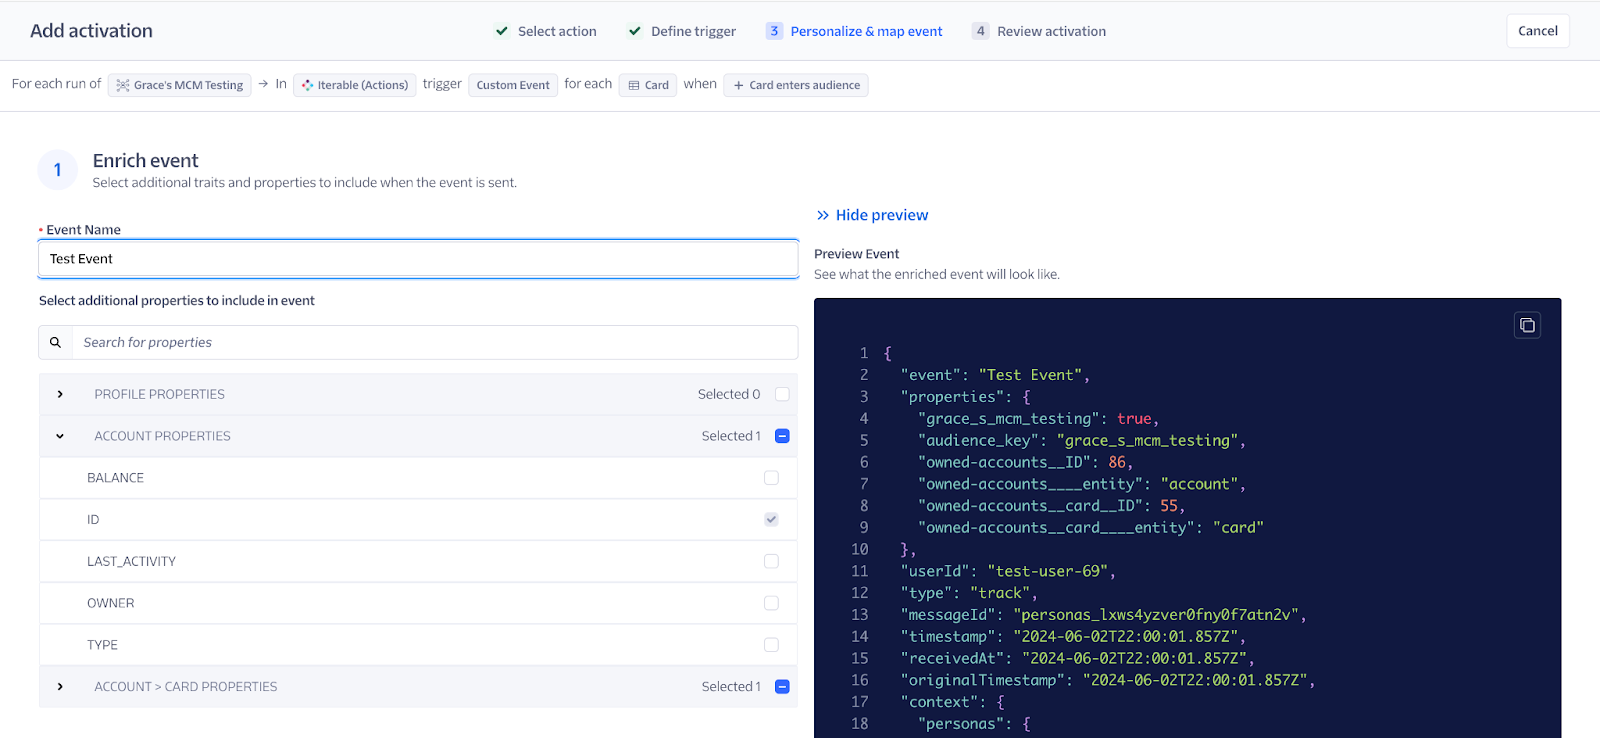 Add activation
Select action
Define trigger
3 Personalize & map event
4 Review activation
Cancel
For each run of Grace's MCM Testing → In Iterable (Actions) trigger Custom Event for each Card when + Card enters audience
1 Enrich event
Select additional traits and properties to include when the event is sent.
* Event Name
Test Event
Select additional properties to include in event
Search for properties
PROFILE PROPERTIES Selected 0
ACCOUNT PROPERTIES Selected 1
BALANCE
ID
LAST_ACTIVITY
OWNER
TYPE
ACCOUNT > CARD PROPERTIES Selected 1
Hide preview
Preview Event
See what the enriched event will look like.
1 {
2 "event": "Test Event",
3 "properties": {
4 "grace_s_mcm_testing": true,
5 "audience_key": "grace_s_mcm_testing",
6 "owned-accounts__ID": 86,
7 "owned-accounts____entity": "account",
8 "owned-accounts__card__ID": 55,
9 "owned-accounts__card____entity": "card"
10 },
11 "userId": "test-user-69",
12 "type": "track",
13 "messageId": "personas_lxws4yzver0fny0f7atn2v",
14 "timestamp": "2024-06-02T22:00:01.857Z",
15 "receivedAt": "2024-06-02T22:00:01.857Z",
16 "originalTimestamp": "2024-06-02T22:00:01.857Z",
17 "context": {
18 "personas": {